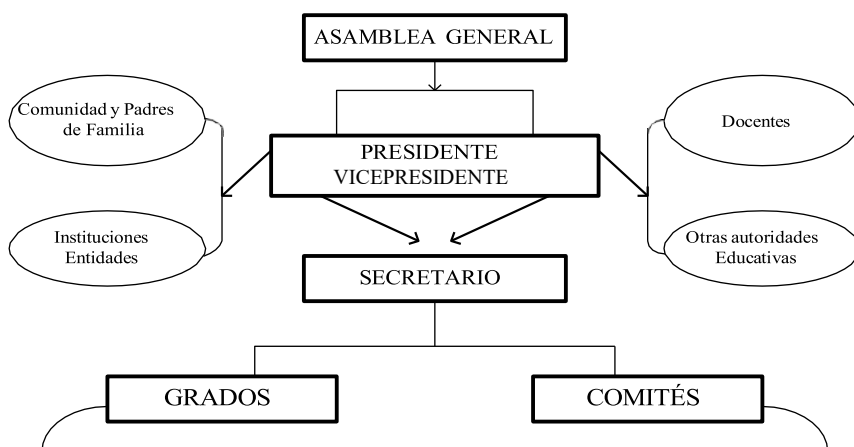 ASAMBLEA GENERAL
Comunidad y Padres
de Familia
Docentes
PRESIDENTE
VICEPRESIDENTE
Instituciones
Entidades
Otras autoridades
Educativas
SECRETARIO
GRADOS
COMITÉS